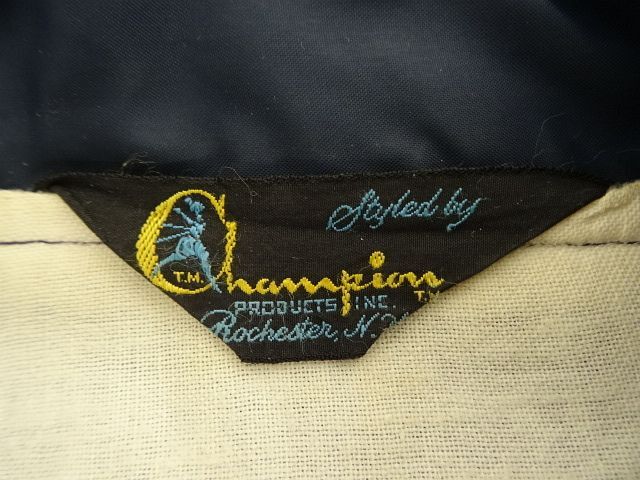 Styled by
Champion
T.M.
T.M.
PRODUCTS, INC.
Rochester, N.Y.